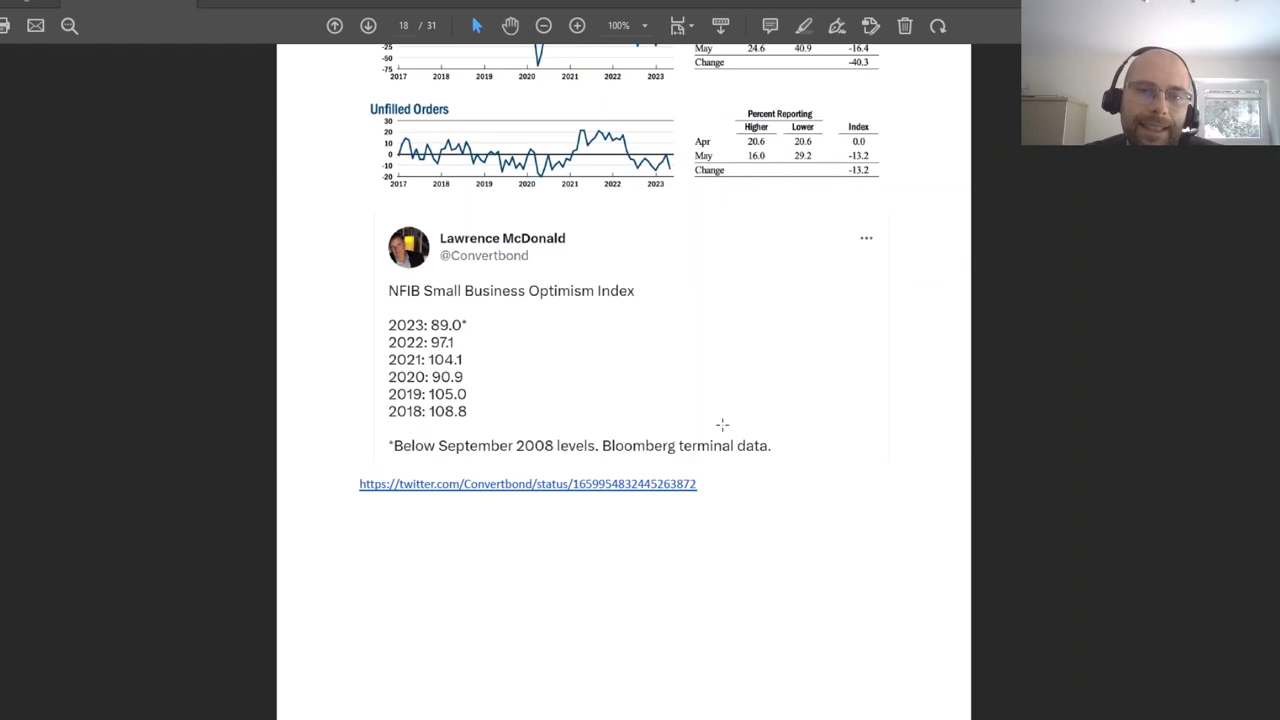 18 / 31
100%
-25
-50
-75
2017 2018 2019 2020 2021 2022 2023
May 24.6 40.9 -16.4
Change -40.3
Unfilled Orders
30
20
10
0
-10
-20
2017 2018 2019 2020 2021 2022 2023
Percent Reporting
Higher Lower Index
Apr 20.6 20.6 0.0
May 16.0 29.2 -13.2
Change -13.2
Lawrence McDonald
@Convertbond
NFIB Small Business Optimism Index
2023: 89.0*
2022: 97.1
2021: 104.1
2020: 90.9
2019: 105.0
2018: 108.8
*Below September 2008 levels. Bloomberg terminal data.
https://twitter.com/Convertbond/status/1659954832445263872